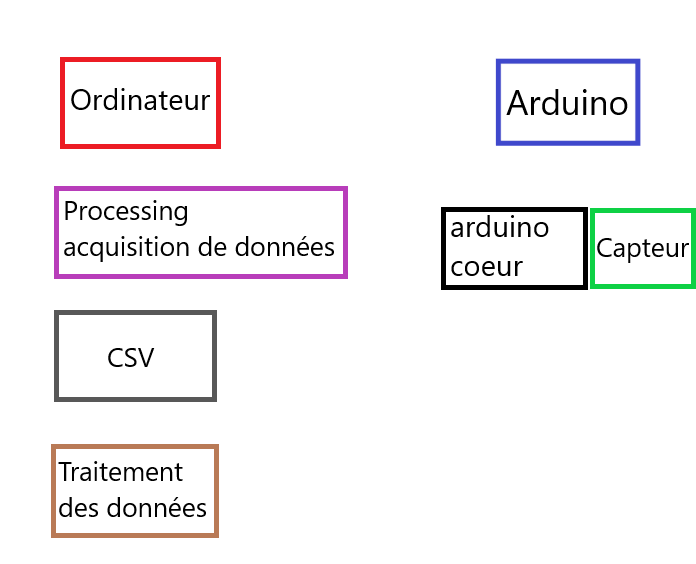 Ordinateur
Arduino
Processing
acquisition de données
arduino
coeur
Capteur
CSV
Traitement
des données